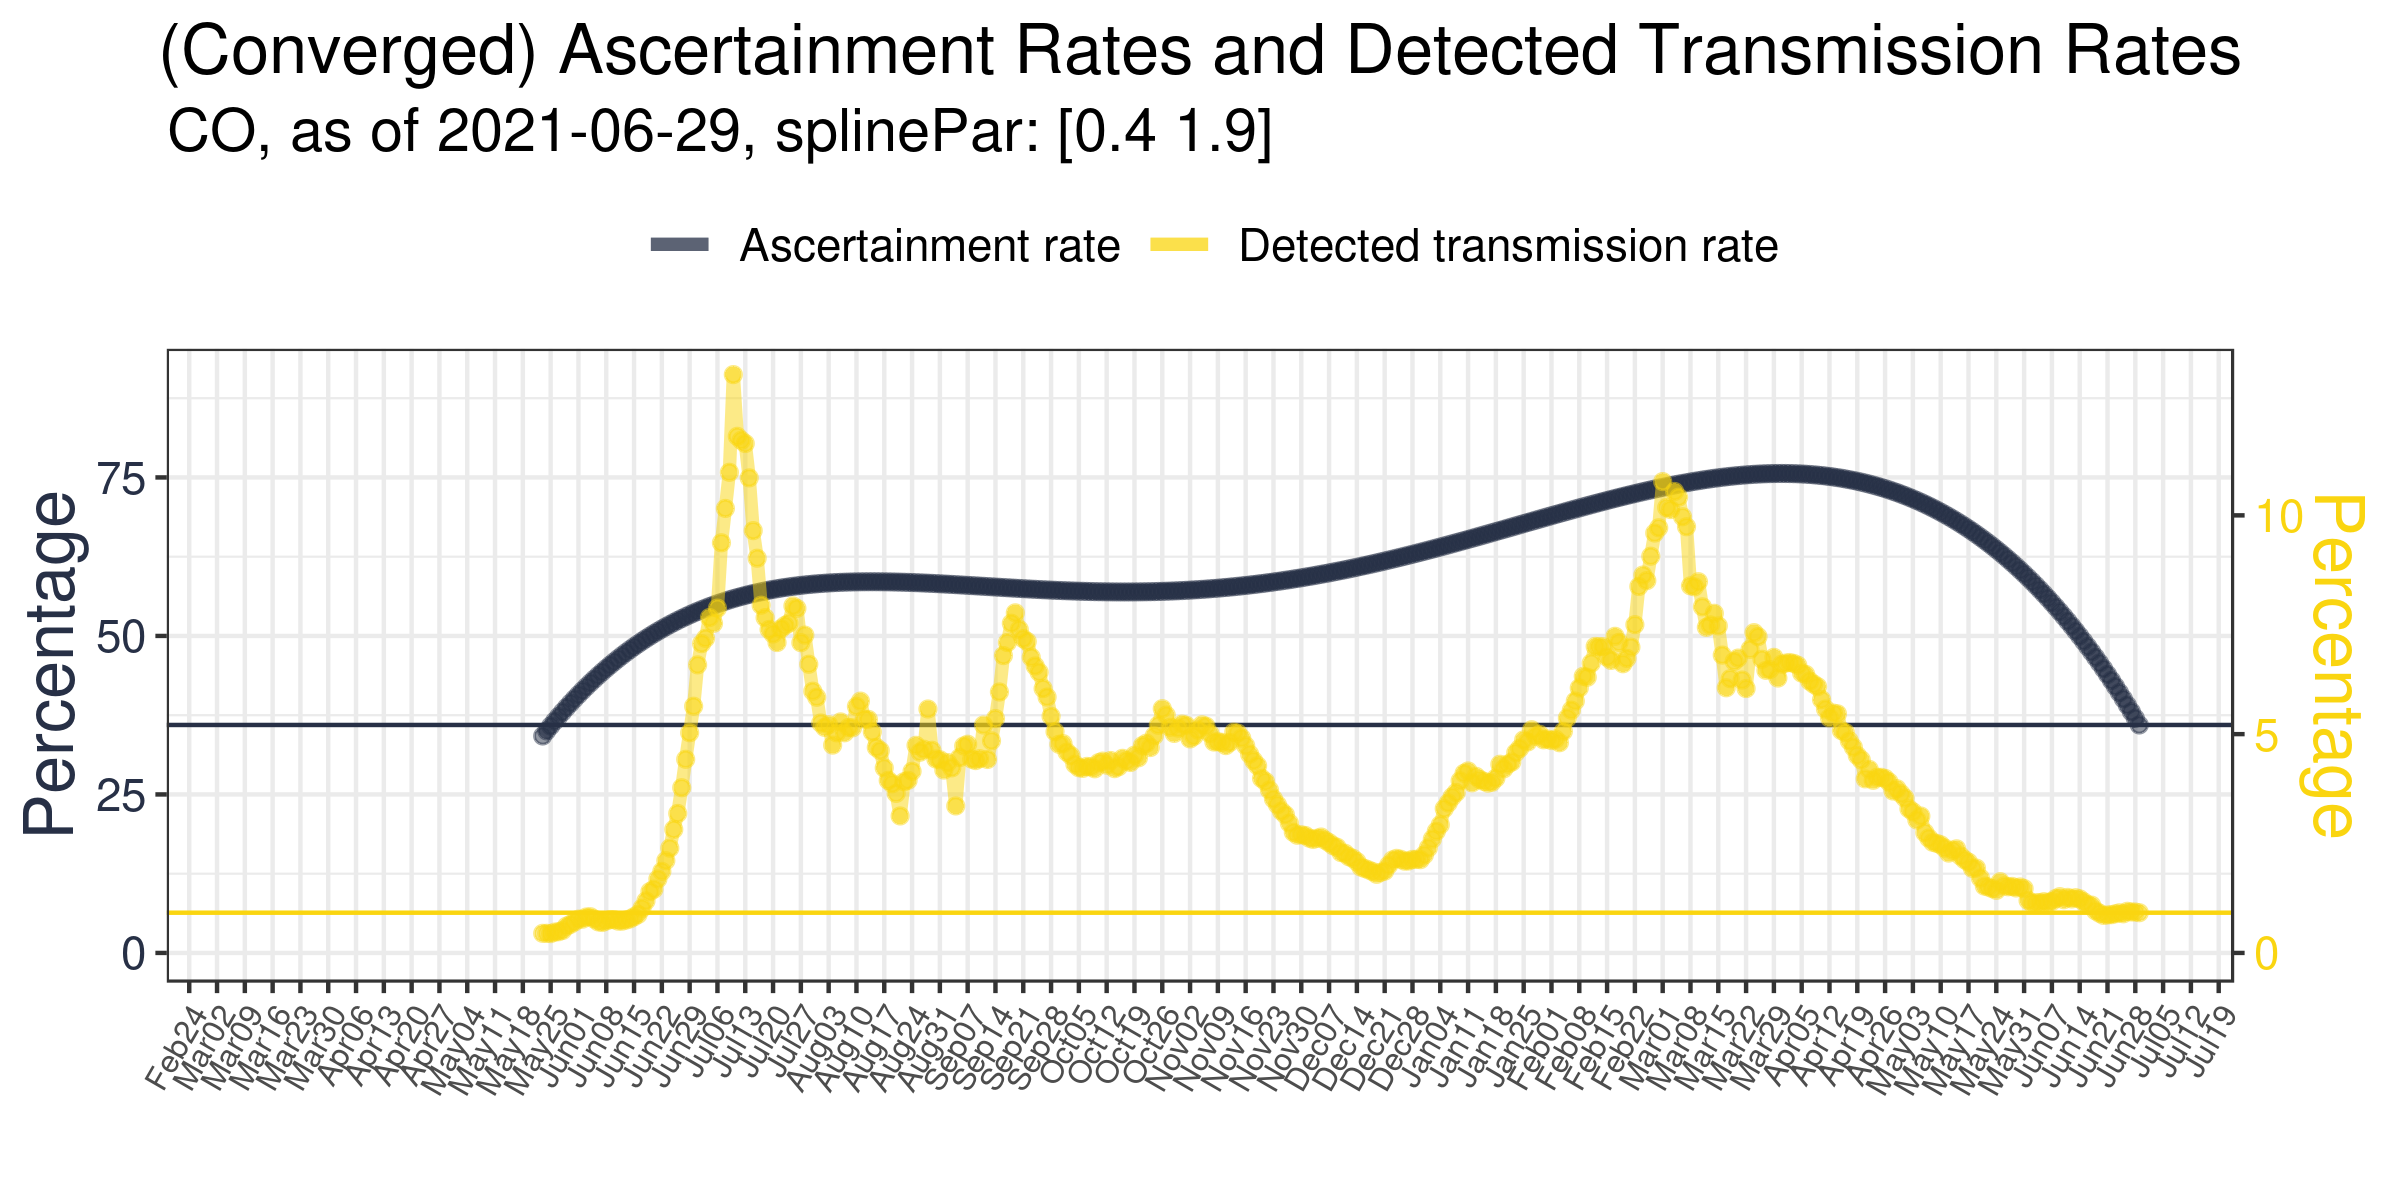 (Converged) Ascertainment Rates and Detected Transmission Rates
CO, as of 2021-06-29, splinePar: [0.4 1.9]
Ascertainment rate
Detected transmission rate
Percentage
75
50
25
0
10
5
0
Percentage
Feb24
Mar02
Mar09
Mar16
Mar23
Mar30
Apr06
Apr13
Apr20
Apr27
May04
May11
May18
May25
Jun01
Jun08
Jun15
Jun22
Jun29
Jul06
Jul13
Jul20
Jul27
Aug03
Aug10
Aug17
Aug24
Aug31
Sep07
Sep14
Sep21
Sep28
Oct05
Oct12
Oct19
Oct26
Nov02
Nov09
Nov16
Nov23
Nov30
Dec07
Dec14
Dec21
Dec28
Jan04
Jan11
Jan18
Jan25
Feb01
Feb08
Feb15
Feb22
Mar01
Mar08
Mar15
Mar22
Mar29
Apr05
Apr12
Apr19
Apr26
May03
May10
May17
May24
May31
Jun07
Jun14
Jun21
Jun28
Jul05
Jul12
Jul19